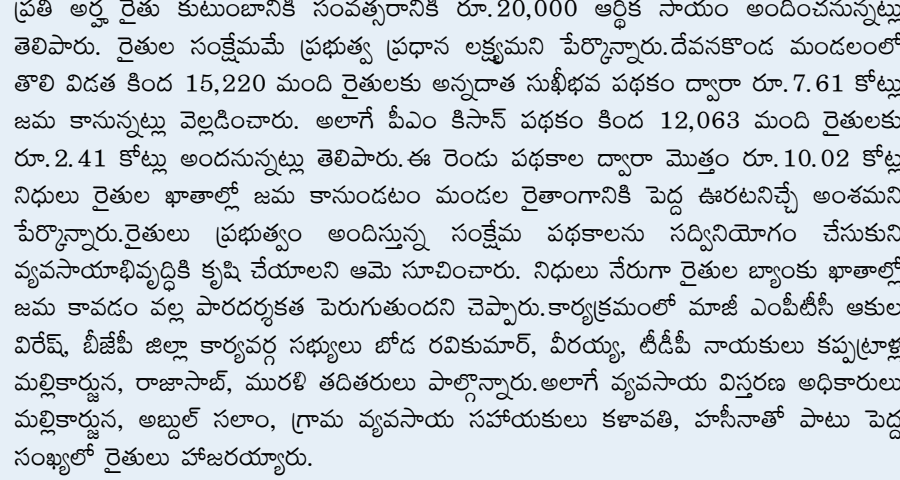 ప్రతి అర్హ రైతు కుటుంబానికి సంవత్సరానికి రూ.20,000 ఆర్థిక సాయం అందించనున్నట్లు
తెలిపారు. రైతుల సంక్షేమమే ప్రభుత్వ ప్రధాన లక్ష్యమని పేర్కొన్నారు.దేవనకొండ మండలంలో
తొలి విడత కింద 15,220 మంది రైతులకు అన్నదాత సుఖీభవ పథకం ద్వారా రూ.7.61 కోట్లు
జమ కానున్నట్లు వెల్లడించారు. అలాగే పీఎం కిసాన్ పథకం కింద 12,063 మంది రైతులకు
రూ.2.41 కోట్లు అందనున్నట్లు తెలిపారు.ఈ రెండు పథకాల ద్వారా మొత్తం రూ.10.02 కోట్ల
నిధులు రైతుల ఖాతాల్లో జమ కానుండటం మండల రైతాంగానికి పెద్ద ఊరటనిచ్చే అంశమని
పేర్కొన్నారు.రైతులు ప్రభుత్వం అందిస్తున్న సంక్షేమ పథకాలను సద్వినియోగం చేసుకుని
వ్యవసాయాభివృద్ధికి కృషి చేయాలని ఆమె సూచించారు. నిధులు నేరుగా రైతుల బ్యాంకు ఖాతాల్లో
జమ కావడం వల్ల పారదర్శకత పెరుగుతుందని చెప్పారు.కార్యక్రమంలో మాజీ ఎంపీటీసీ ఆకుల
విరేష్, బీజేపీ జిల్లా కార్యవర్గ సభ్యులు బోడ రవికుమార్, వీరయ్య, టీడీపీ నాయకులు కప్పట్రాళ్ల
మల్లికార్జున, రాజాసాబ్, మురళి తదితరులు పాల్గొన్నారు.అలాగే వ్యవసాయ విస్తరణ అధికారులు
మల్లికార్జున, అబ్దుల్ సలాం, గ్రామ వ్యవసాయ సహాయకులు కళావతి, హసీనాతో పాటు పెద్ద
సంఖ్యలో రైతులు హాజరయ్యారు.